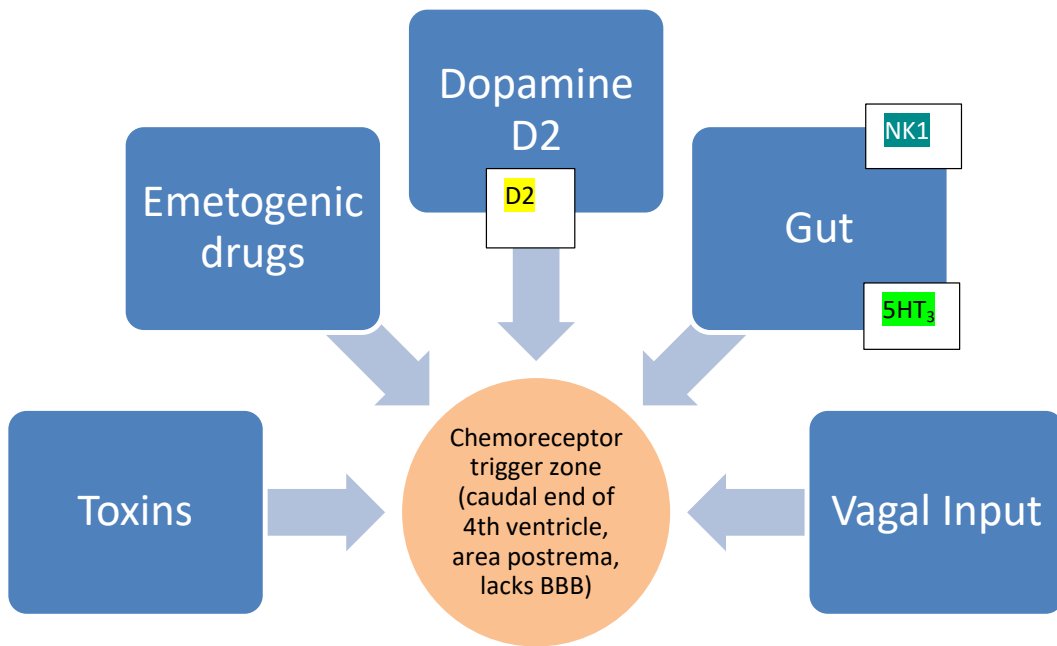 Dopamine
D2
D2
NK1
Gut
5HT₃
Emetogenic
drugs
Toxins
Chemoreceptor
trigger zone
(caudal end of
4th ventricle,
area postrema,
lacks BBB)
Vagal Input